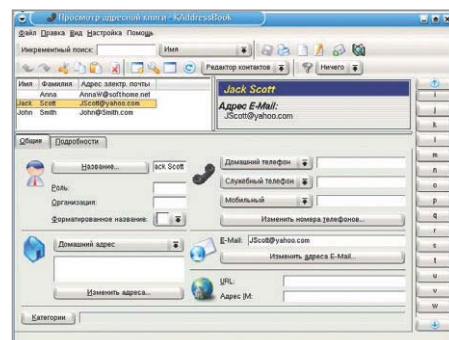 Просмотр адресной книги - KAddressBook
Файл Правка Вид Настройка Помощь
Инкрементный поиск: Имя
Редактор контактов Ничего
Имя Фамилия Адрес электр. почты
Anna AnnaW@softhome.net
Jack Scott JScott@yahoo.com
John Smith John@Smith.com
Jack Scott
Адрес E-Mail:
JScott@yahoo.com
Общие Подробности
Название... ack Scott
Роль:
Организация:
Форматированное название:
Домашний телефон
Служебный телефон
Мобильный
Изменить номера телефонов...
Домашний адрес
Изменить адреса...
E-Mail: JScott@yahoo.com
Изменить адреса E-Mail...
URL:
Адрес IM:
Категории
i
j
k
l
m
n
o
p
q
r
s
t
u
v
w